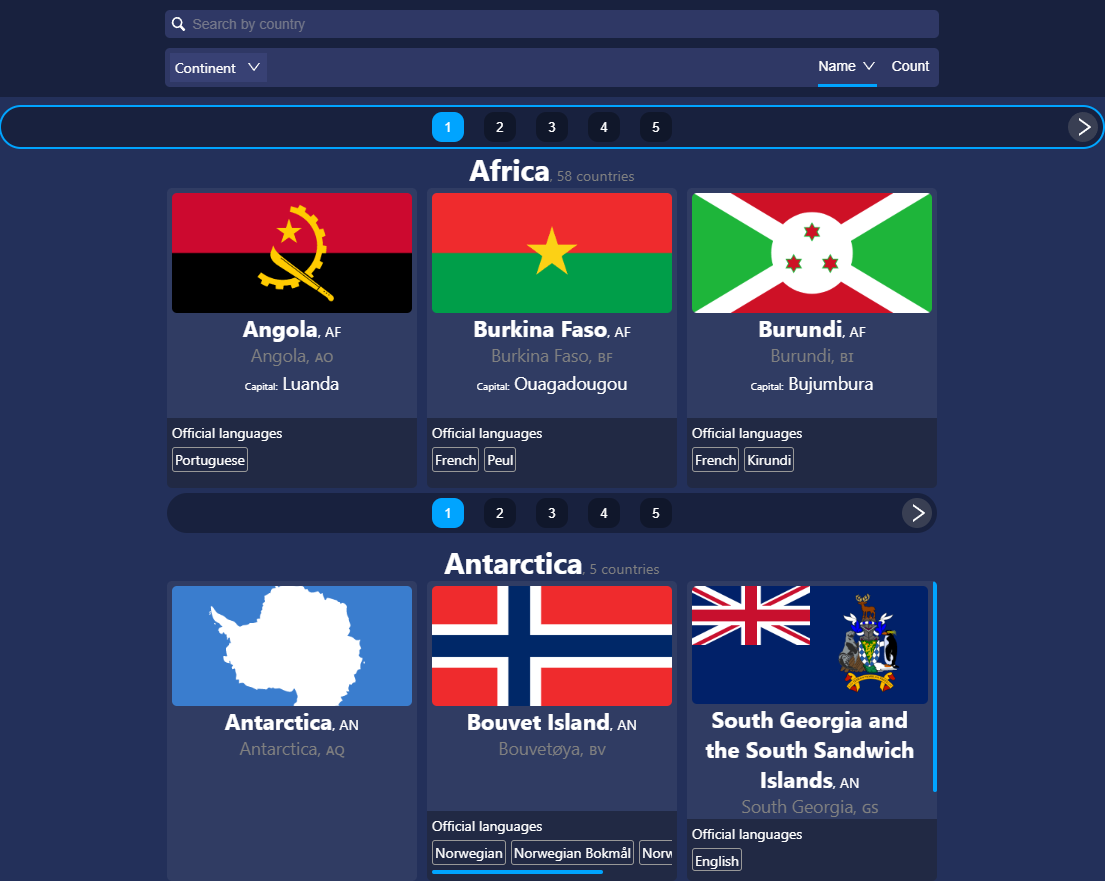 Search by country
Continent Name Count
1 2 3 4 5
Africa, 58 countries
Angola, AF
Angola, AO
Capital: Luanda
Official languages
Portuguese
Burkina Faso, AF
Burkina Faso, BF
Capital: Ouagadougou
Official languages
French Peul
Burundi, AF
Burundi, BI
Capital: Bujumbura
Official languages
French Kirundi
1 2 3 4 5
Antarctica, 5 countries
Antarctica, AN
Antarctica, AQ
Bouvet Island, AN
Bouvetøya, BV
Official languages
Norwegian Norwegian Bokmål Norw
South Georgia and
the South Sandwich
Islands, AN
South Georgia, GS
Official languages
English